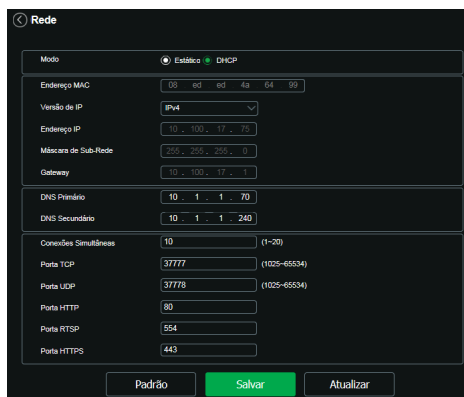 Rede
Modo Estático DHCP
Endereço MAC 08 ed ed 4a 64 99
Versão de IP IPv4
Endereço IP 10 . 100 . 17 . 75
Máscara de Sub-Rede 255 . 255 . 255 . 0
Gateway 10 . 100 . 17 . 1
DNS Primário 10 . 1 . 1 . 70
DNS Secundário 10 . 1 . 1 . 240
Conexões Simultâneas 10 (1~20)
Porta TCP 37777 (1025~65534)
Porta UDP 37778 (1025~65534)
Porta HTTP 80
Porta RTSP 554
Porta HTTPS 443
Padrão Salvar Atualizar